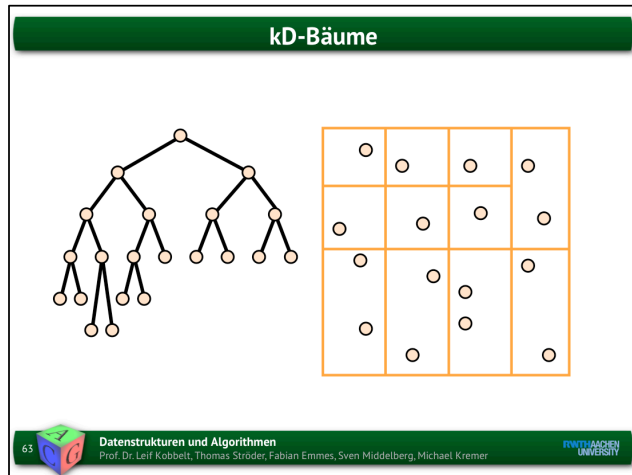 kD-Bäume
63
A
C
G
Datenstrukturen und Algorithmen
Prof. Dr. Leif Kobbelt, Thomas Ströder, Fabian Emmes, Sven Middelberg, Michael Kremer
RWTHAACHEN
UNIVERSITY